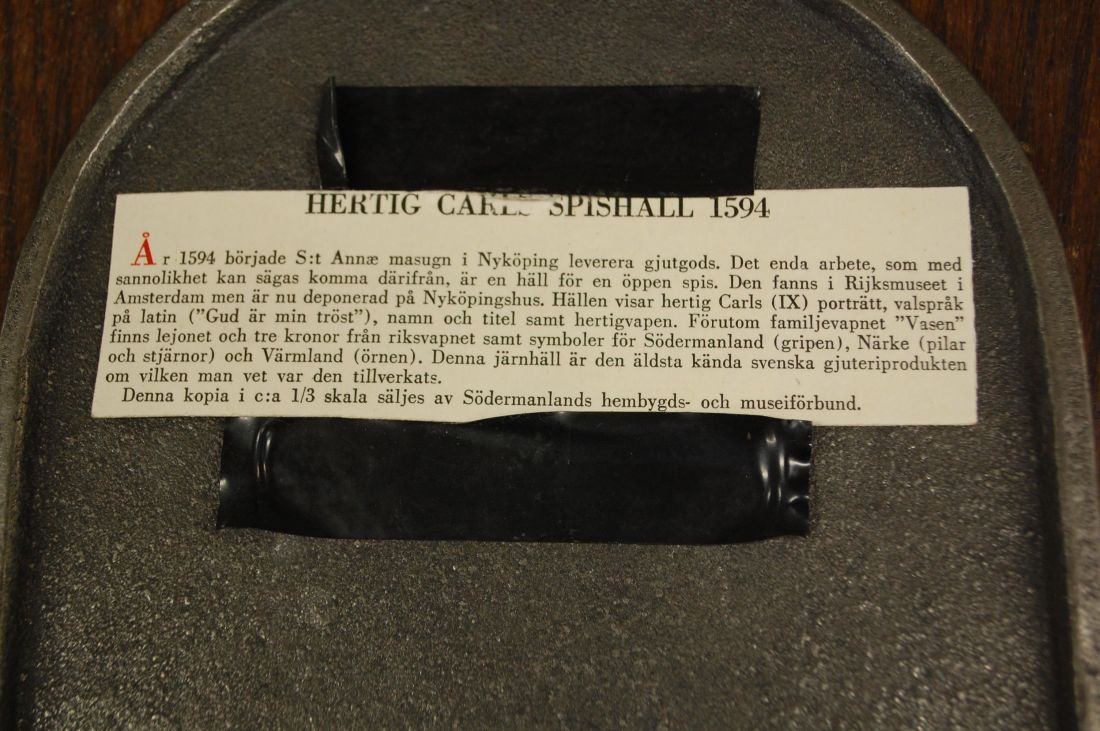 HERTIG CARLS SPISHALL 1594
År 1594 började S:t Annæ masugn i Nyköping leverera gjutgods. Det enda arbete, som med
sannolikhet kan sägas komma därifrån, är en häll för en öppen spis. Den fanns i Rijksmuseet i
Amsterdam men är nu deponerad på Nyköpingshus. Hällen visar hertig Carls (IX) porträtt, valspråk
på latin ("Gud är min tröst"), namn och titel samt hertigvapen. Förutom familjevapnet "Vasen"
finns lejonet och tre kronor från riksvapnet samt symboler för Södermanland (gripen), Närke (pilar
och stjärnor) och Värmland (örnen). Denna järnhäll är den äldsta kända svenska gjuteriprodukten
om vilken man vet var den tillverkats.
Denna kopia i c:a 1/3 skala säljes av Södermanlands hembygds- och museiförbund.